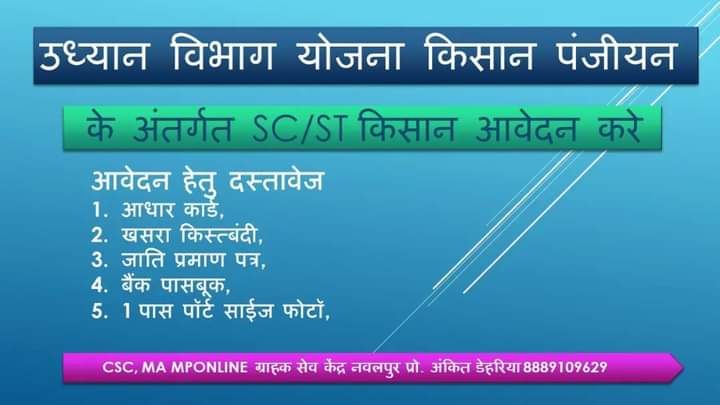 उध्यान विभाग योजना किसान पंजीयन
के अंतर्गत SC/ST किसान आवेदन करे
आवेदन हेतु दस्तावेज
1. आधार कार्ड,
2. खसरा किस्त्बंदी,
3. जाति प्रमाण पत्र,
4. बैंक पासबूक,
5. 1 पास पॉर्ट साईज फोटॉ,
CSC, MA MPONLINE ग्राह्क सेव केंद्र नवलपुर प्रो. अंकित डेहरिया 8889109629